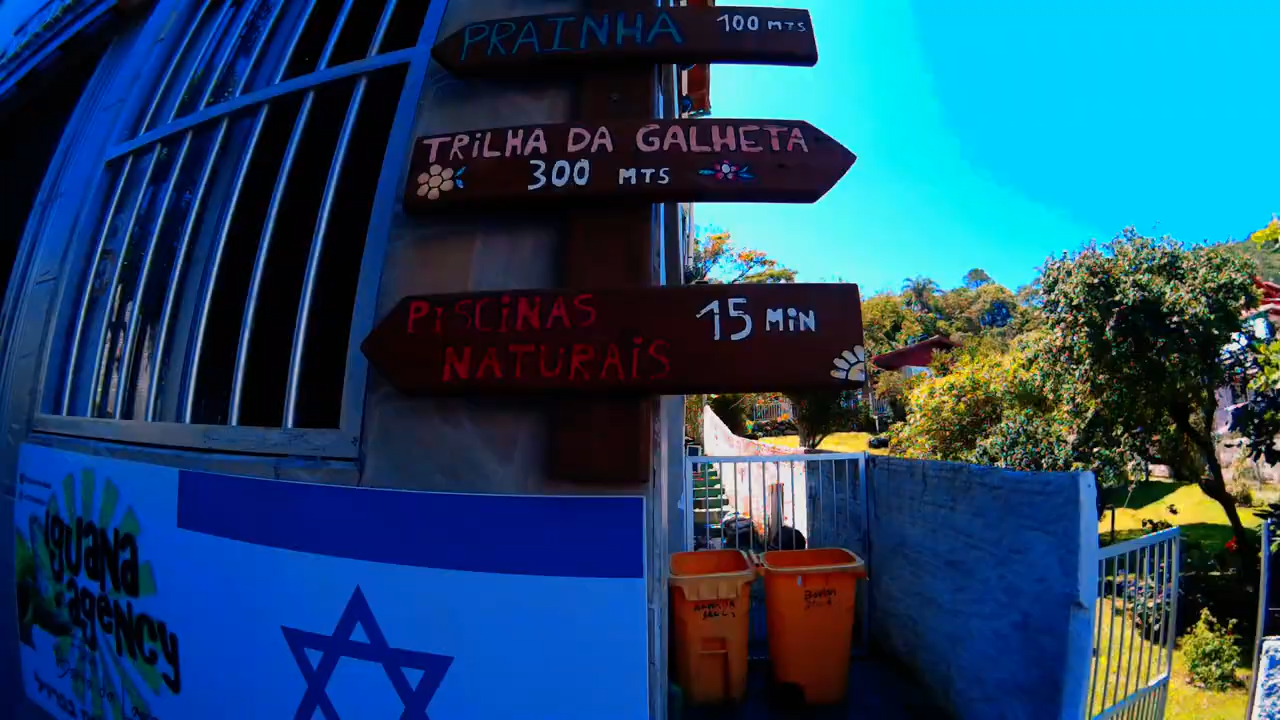 PRAINHA 100 MTS
TRiLHA DA GALHETA
300 MTS
PiSCiNAS 15 MiN
NATURAiS
iguana
agency